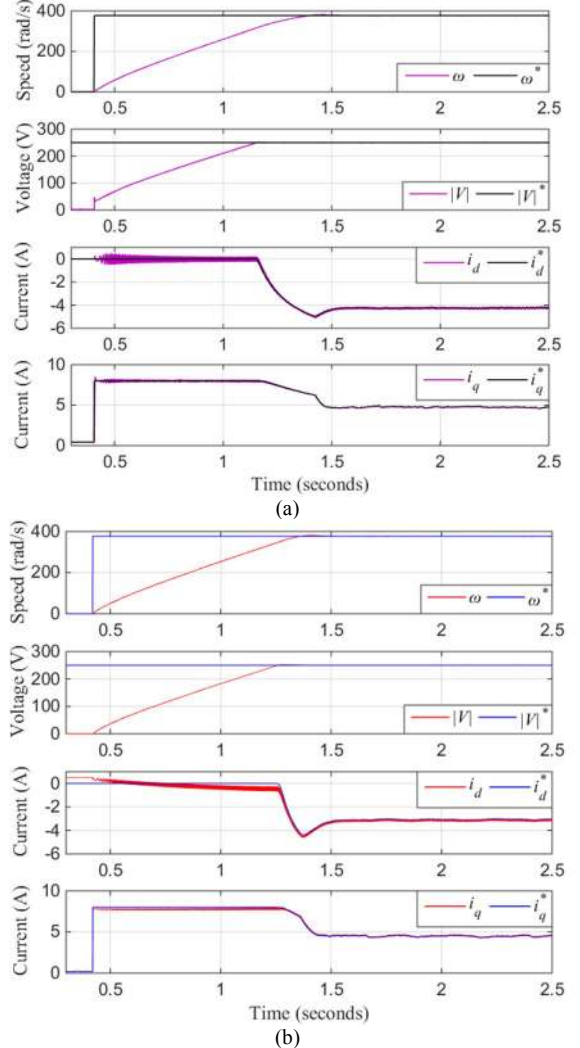 Speed (rad/s)
400
200
0
0.5 1 1.5 2 2.5
ω ω*
Voltage (V)
300
200
100
0
0.5 1 1.5 2 2.5
|V| |V|*
Current (A)
0
-2
-4
-6
0.5 1 1.5 2 2.5
i_d i_d*
Current (A)
10
5
0
0.5 1 1.5 2 2.5
i_q i_q*
Time (seconds)
(a)
Speed (rad/s)
400
200
0
0.5 1 1.5 2 2.5
ω ω*
Voltage (V)
300
200
100
0
0.5 1 1.5 2 2.5
|V| |V|*
Current (A)
0
-2
-4
-6
0.5 1 1.5 2 2.5
i_d i_d*
Current (A)
10
5
0
0.5 1 1.5 2 2.5
i_q i_q*
Time (seconds)
(b)